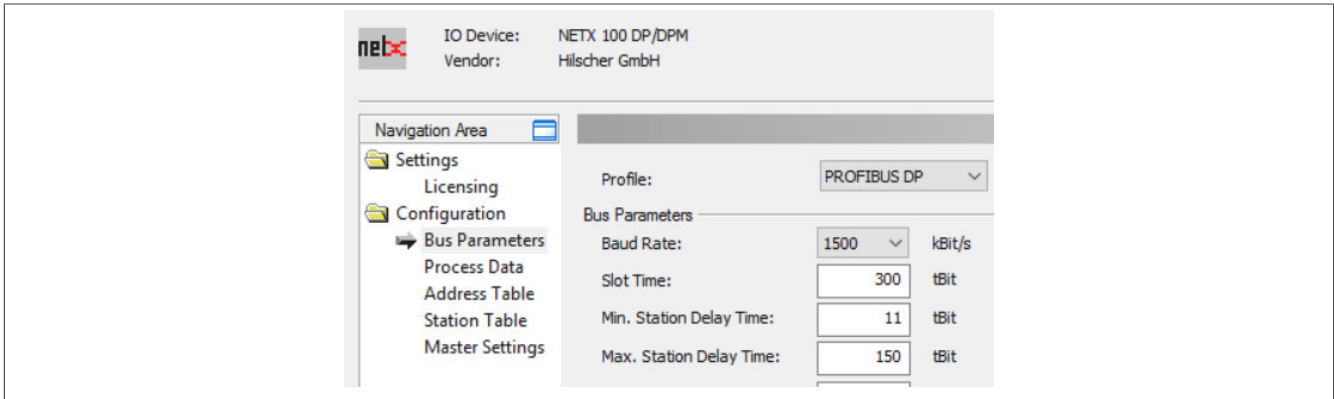 netx
IO Device: NETX 100 DP/DPM
Vendor: Hilscher GmbH
Navigation Area
Settings
Licensing
Configuration
Bus Parameters
Process Data
Address Table
Station Table
Master Settings
Profile: PROFIBUS DP
Bus Parameters
Baud Rate: 1500 kBit/s
Slot Time: 300 tBit
Min. Station Delay Time: 11 tBit
Max. Station Delay Time: 150 tBit